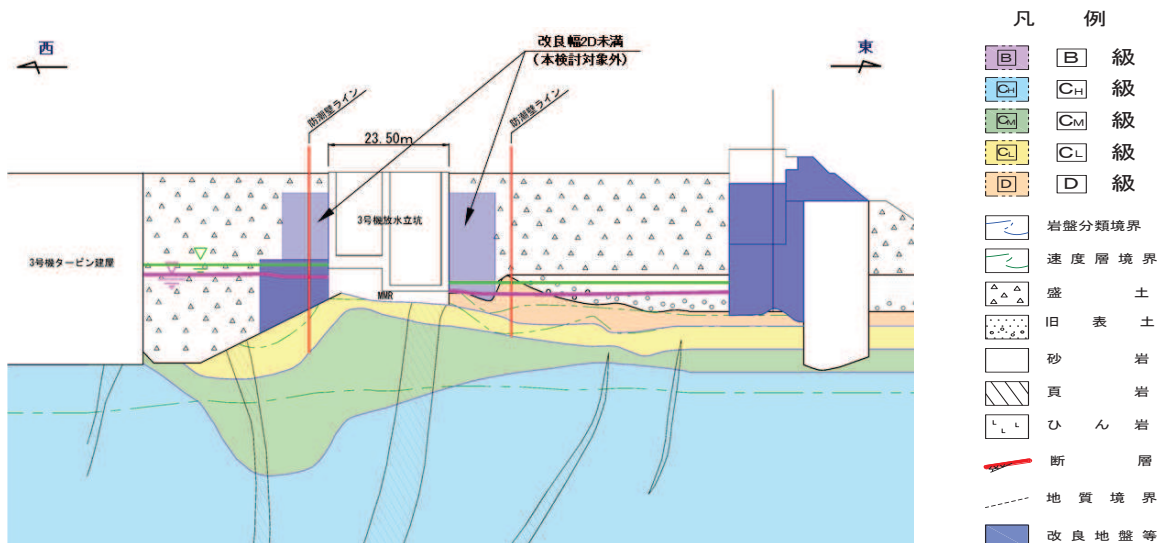 西
改良幅2D未満
（本検討対象外）
東
防潮壁ライン
23.50m
防潮壁ライン
3号機放水立坑
3号機タービン建屋
MMR
凡 例
B B 級
CH CH 級
CM CM 級
CL CL 級
D D 級
岩盤分類境界
速度層境界
盛土
旧表土
砂岩
頁岩
ひん岩
断層
地質境界
改良地盤等